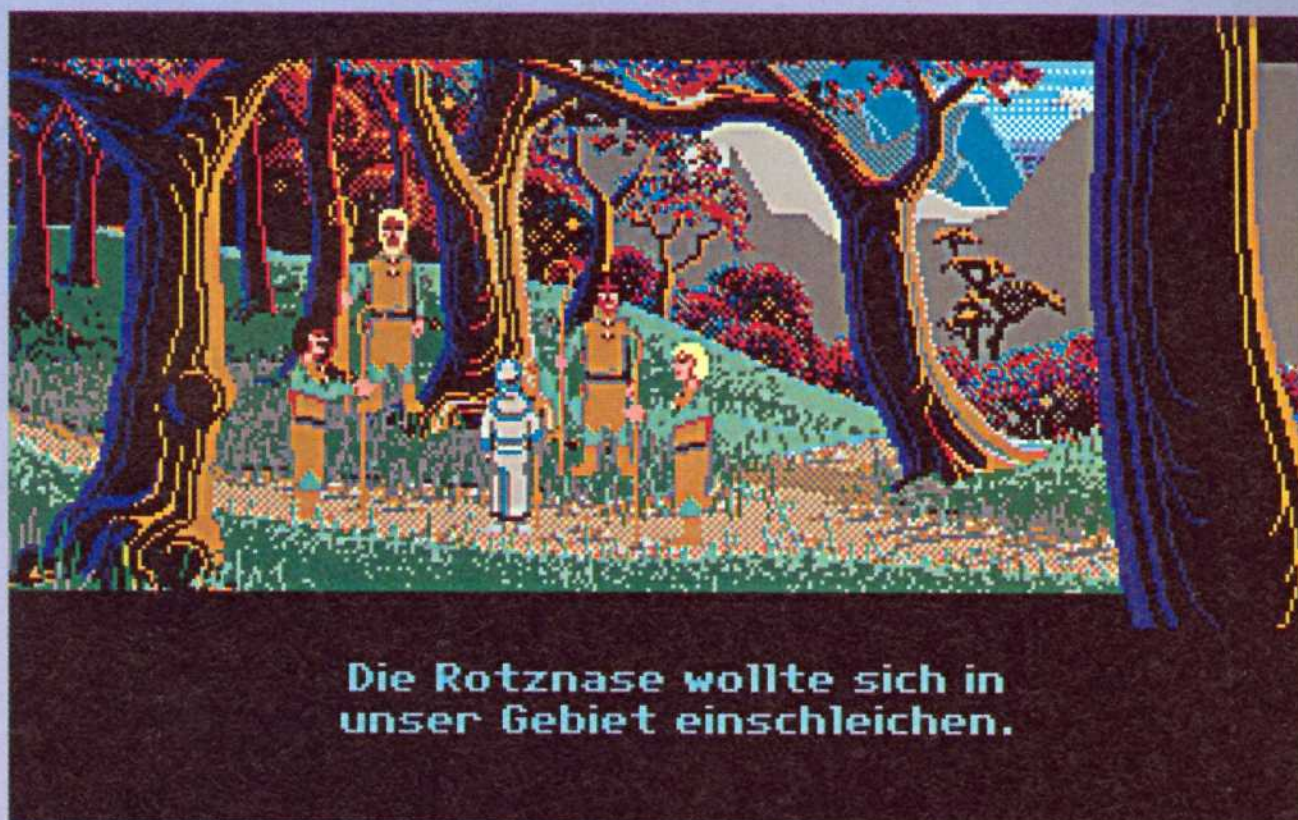 Die Rotznase wollte sich in
unser Gebiet einschleichen.